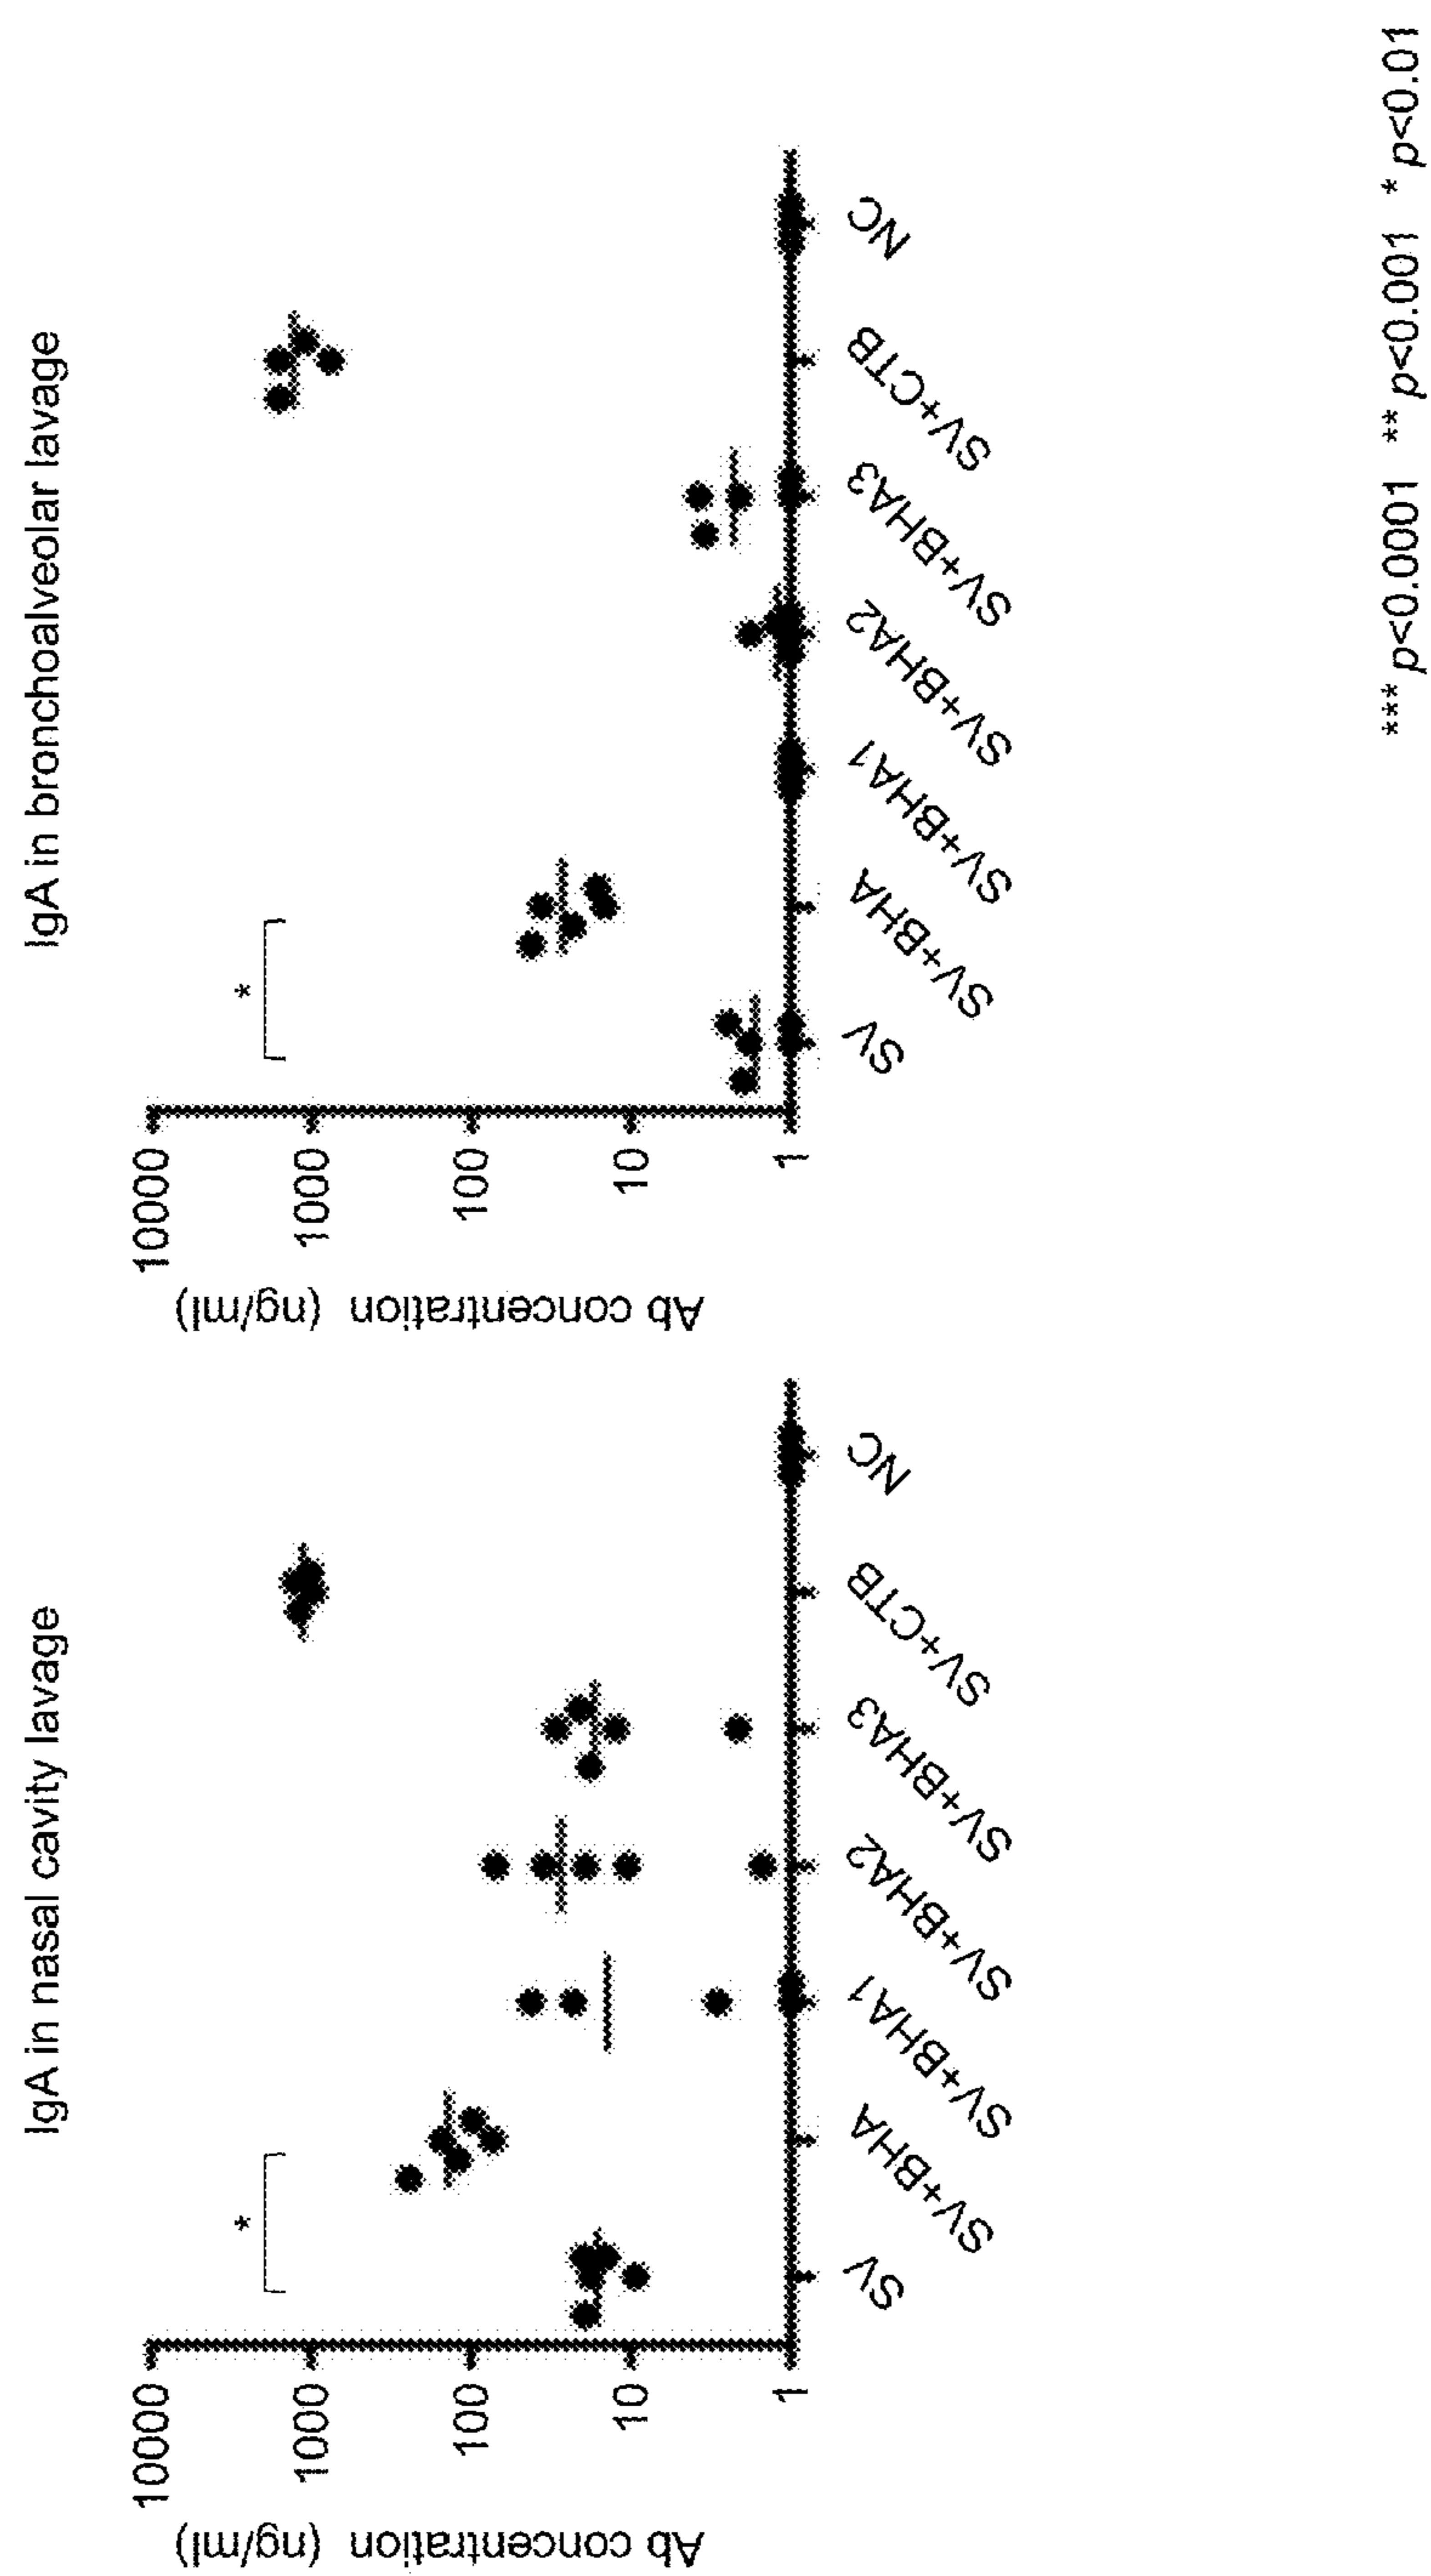 IgA in nasal cavity lavage
Ab concentration (ng/ml)
10000
1000
100
10
1
*
SV
SV+BHA
SV+BHA1
SV+BHA2
SV+BHA3
SV+CTB
NC
IgA in bronchoalveolar lavage
Ab concentration (ng/ml)
10000
1000
100
10
1
*
SV
SV+BHA
SV+BHA1
SV+BHA2
SV+BHA3
SV+CTB
NC
*** p<0.0001 ** p<0.001 * p<0.01